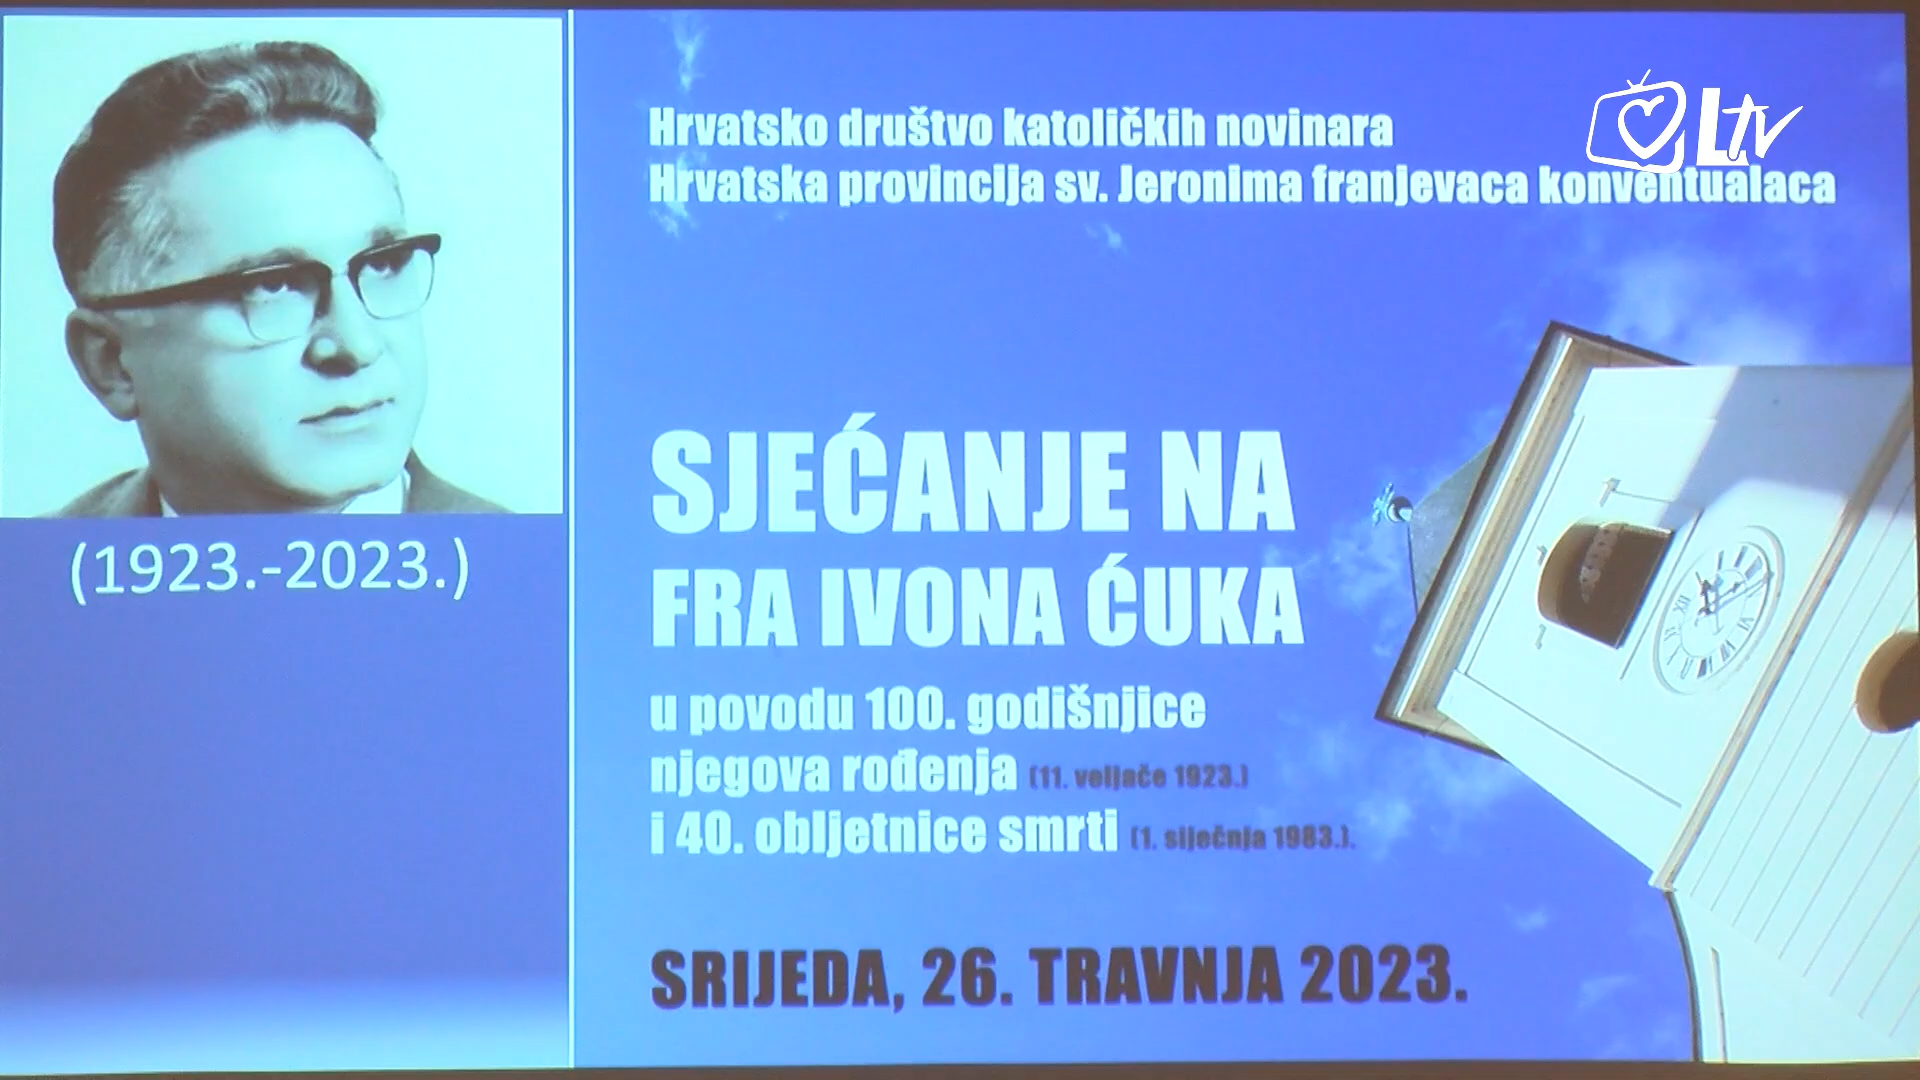 Hrvatsko društvo katoličkih novinara
Hrvatska provincija sv. Jeronima franjevaca konventualaca
LTV
(1923.-2023.)
SJEĆANJE NA
FRA IVONA ĆUKA
u povodu 100. godišnjice
njegova rođenja (11. veljače 1923.)
i 40. obljetnice smrti (1. siječnja 1983.).
SRIJEDA, 26. TRAVNJA 2023.